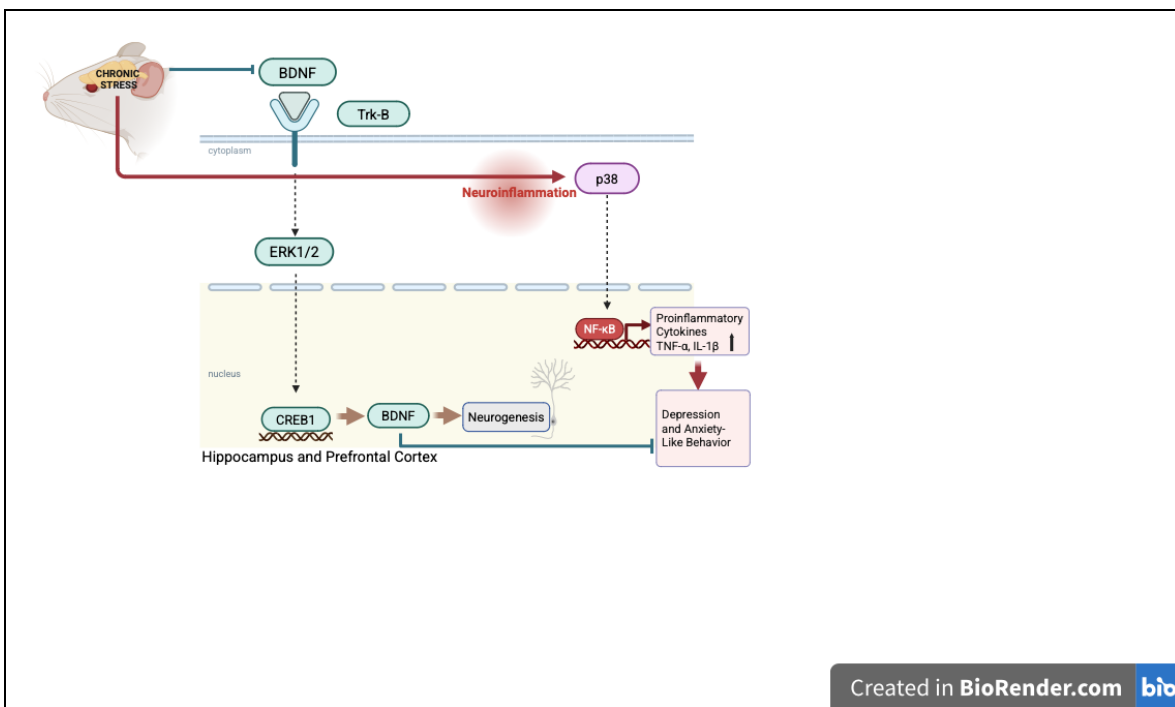 CHRONIC
STRESS
BDNF
Trk-B
cytoplasm
p38
Neuroinflammation
ERK1/2
NF-κB
Proinflammatory
Cytokines
TNF-α, IL-1β
nucleus
CREB1
BDNF
Neurogenesis
Depression
and Anxiety-
Like Behavior
Hippocampus and Prefrontal Cortex
Created in BioRender.com
bio